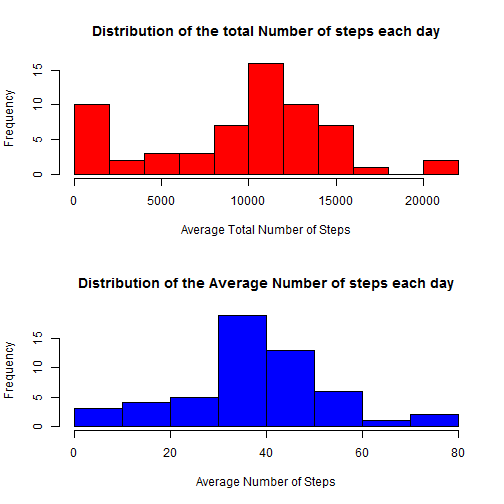 Distribution of the total Number of steps each day
Frequency
15
10
5
0
0 5000 10000 15000 20000
Average Total Number of Steps
Distribution of the Average Number of steps each day
Frequency
15
10
5
0
0 20 40 60 80
Average Number of Steps